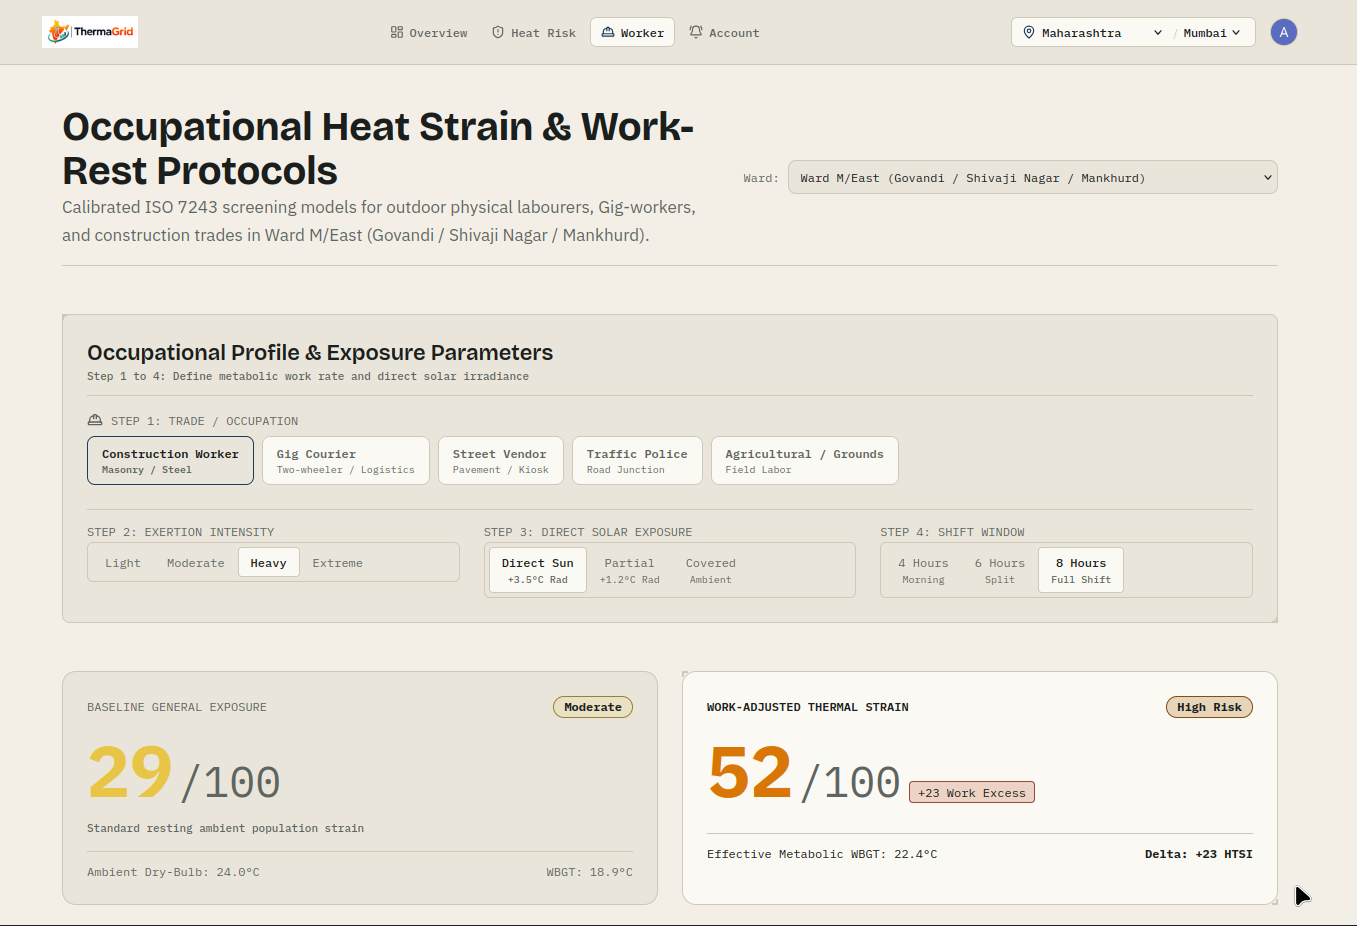 ThermaGrid
Overview
Heat Risk
Worker
Account
Maharashtra / Mumbai
A
Occupational Heat Strain & Work-
Rest Protocols
Calibrated ISO 7243 screening models for outdoor physical labourers, Gig-workers,
and construction trades in Ward M/East (Govandi / Shivaji Nagar / Mankhurd).
Ward: Ward M/East (Govandi / Shivaji Nagar / Mankhurd)
Occupational Profile & Exposure Parameters
Step 1 to 4: Define metabolic work rate and direct solar irradiance
STEP 1: TRADE / OCCUPATION
Construction Worker
Masonry / Steel
Gig Courier
Two-wheeler / Logistics
Street Vendor
Pavement / Kiosk
Traffic Police
Road Junction
Agricultural / Grounds
Field Labor
STEP 2: EXERTION INTENSITY
Light
Moderate
Heavy
Extreme
STEP 3: DIRECT SOLAR EXPOSURE
Direct Sun
+3.5°C Rad
Partial
+1.2°C Rad
Covered
Ambient
STEP 4: SHIFT WINDOW
4 Hours
Morning
6 Hours
Split
8 Hours
Full Shift
BASELINE GENERAL EXPOSURE
Moderate
29/100
Standard resting ambient population strain
Ambient Dry-Bulb: 24.0°C
WBGT: 18.9°C
WORK-ADJUSTED THERMAL STRAIN
High Risk
52/100
+23 Work Excess
Effective Metabolic WBGT: 22.4°C
Delta: +23 HTSI